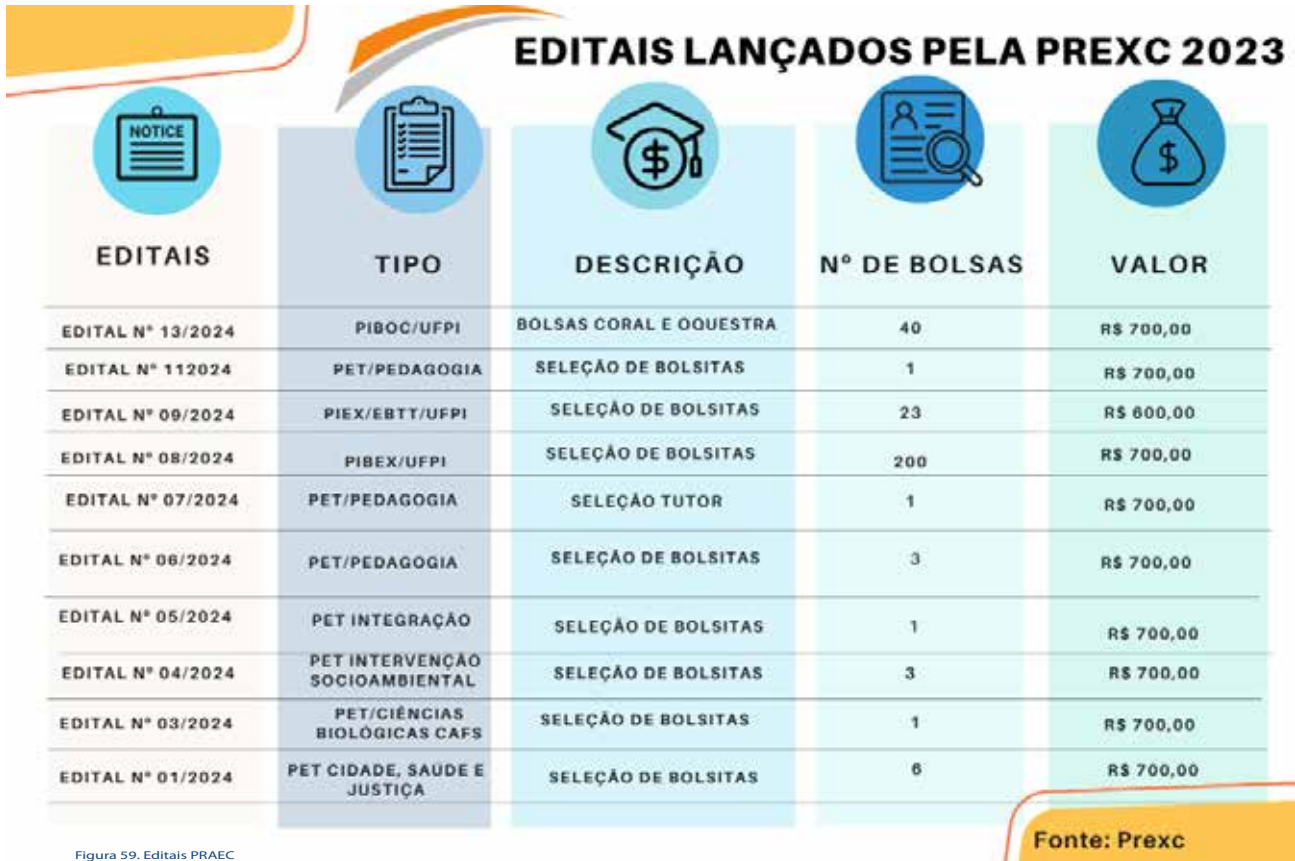 EDITAIS LANÇADOS PELA PREXC 2023
NOTICE
EDITAIS TIPO DESCRIÇÃO Nº DE BOLSAS VALOR
EDITAL Nº 13/2024 PIBOC/UFPI BOLSAS CORAL E OQUESTRA 40 R$ 700,00
EDITAL Nº 112024 PET/PEDAGOGIA SELEÇÃO DE BOLSITAS 1 R$ 700,00
EDITAL Nº 09/2024 PIEX/EBTT/UFPI SELEÇÃO DE BOLSITAS 23 R$ 600,00
EDITAL Nº 08/2024 PIBEX/UFPI SELEÇÃO DE BOLSITAS 200 R$ 700,00
EDITAL Nº 07/2024 PET/PEDAGOGIA SELEÇÃO TUTOR 1 R$ 700,00
EDITAL Nº 06/2024 PET/PEDAGOGIA SELEÇÃO DE BOLSITAS 3 R$ 700,00
EDITAL Nº 05/2024 PET INTEGRAÇÃO SELEÇÃO DE BOLSITAS 1 R$ 700,00
EDITAL Nº 04/2024 PET INTERVENÇÃO SOCIOAMBIENTAL SELEÇÃO DE BOLSITAS 3 R$ 700,00
EDITAL Nº 03/2024 PET/CIÊNCIAS BIOLÓGICAS CAFS SELEÇÃO DE BOLSITAS 1 R$ 700,00
EDITAL Nº 01/2024 PET CIDADE, SAÚDE E JUSTIÇA SELEÇÃO DE BOLSITAS 6 R$ 700,00
Fonte: Prexc
Figura 59. Editais PRAEC